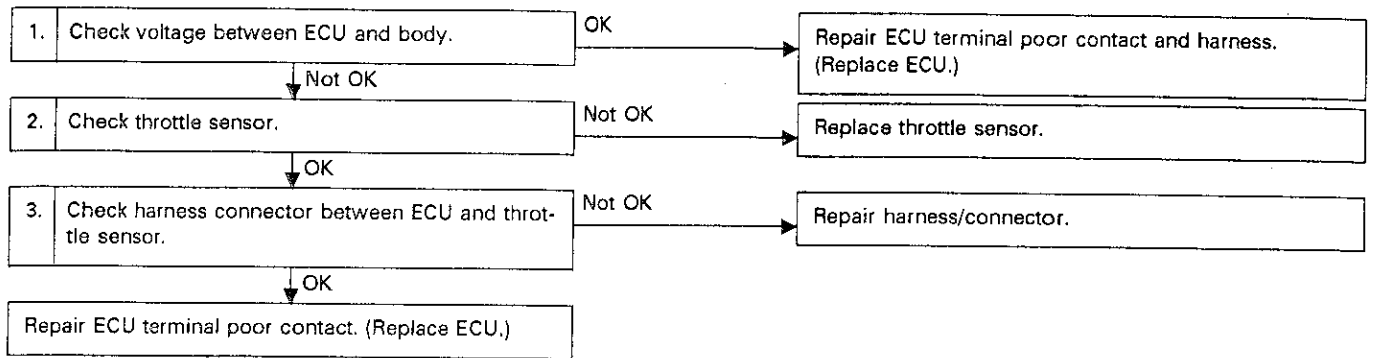 1. Check voltage between ECU and body.
OK
Repair ECU terminal poor contact and harness.
(Replace ECU.)
Not OK
2. Check throttle sensor.
Not OK
Replace throttle sensor.
OK
3. Check harness connector between ECU and throt-
tle sensor.
Not OK
Repair harness/connector.
OK
Repair ECU terminal poor contact. (Replace ECU.)